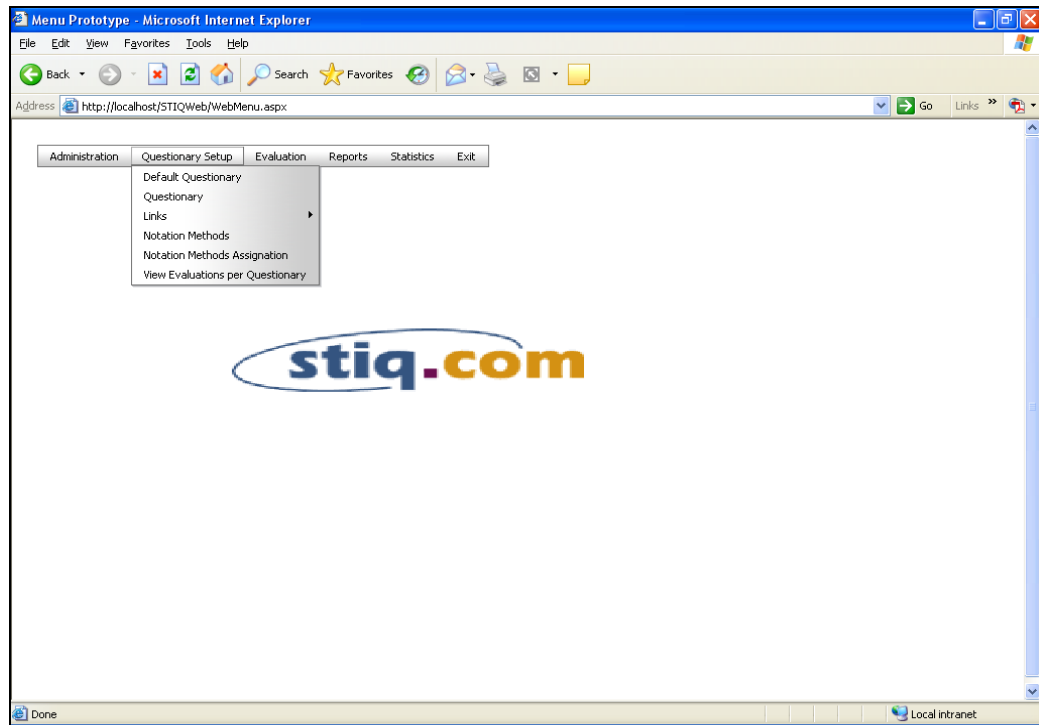 Menu Prototype - Microsoft Internet Explorer
File Edit View Favorites Tools Help
Back Search Favorites
Address http://localhost/STIQWeb/WebMenu.aspx Go Links »
Administration Questionary Setup Evaluation Reports Statistics Exit
Default Questionary
Questionary
Links
Notation Methods
Notation Methods Assignation
View Evaluations per Questionary
stiq.com
Done Local intranet